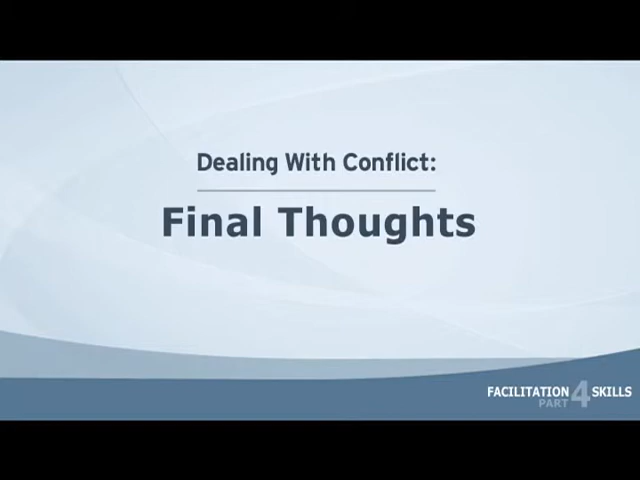 Dealing With Conflict:
Final Thoughts
FACILITATION 4 SKILLS
PART